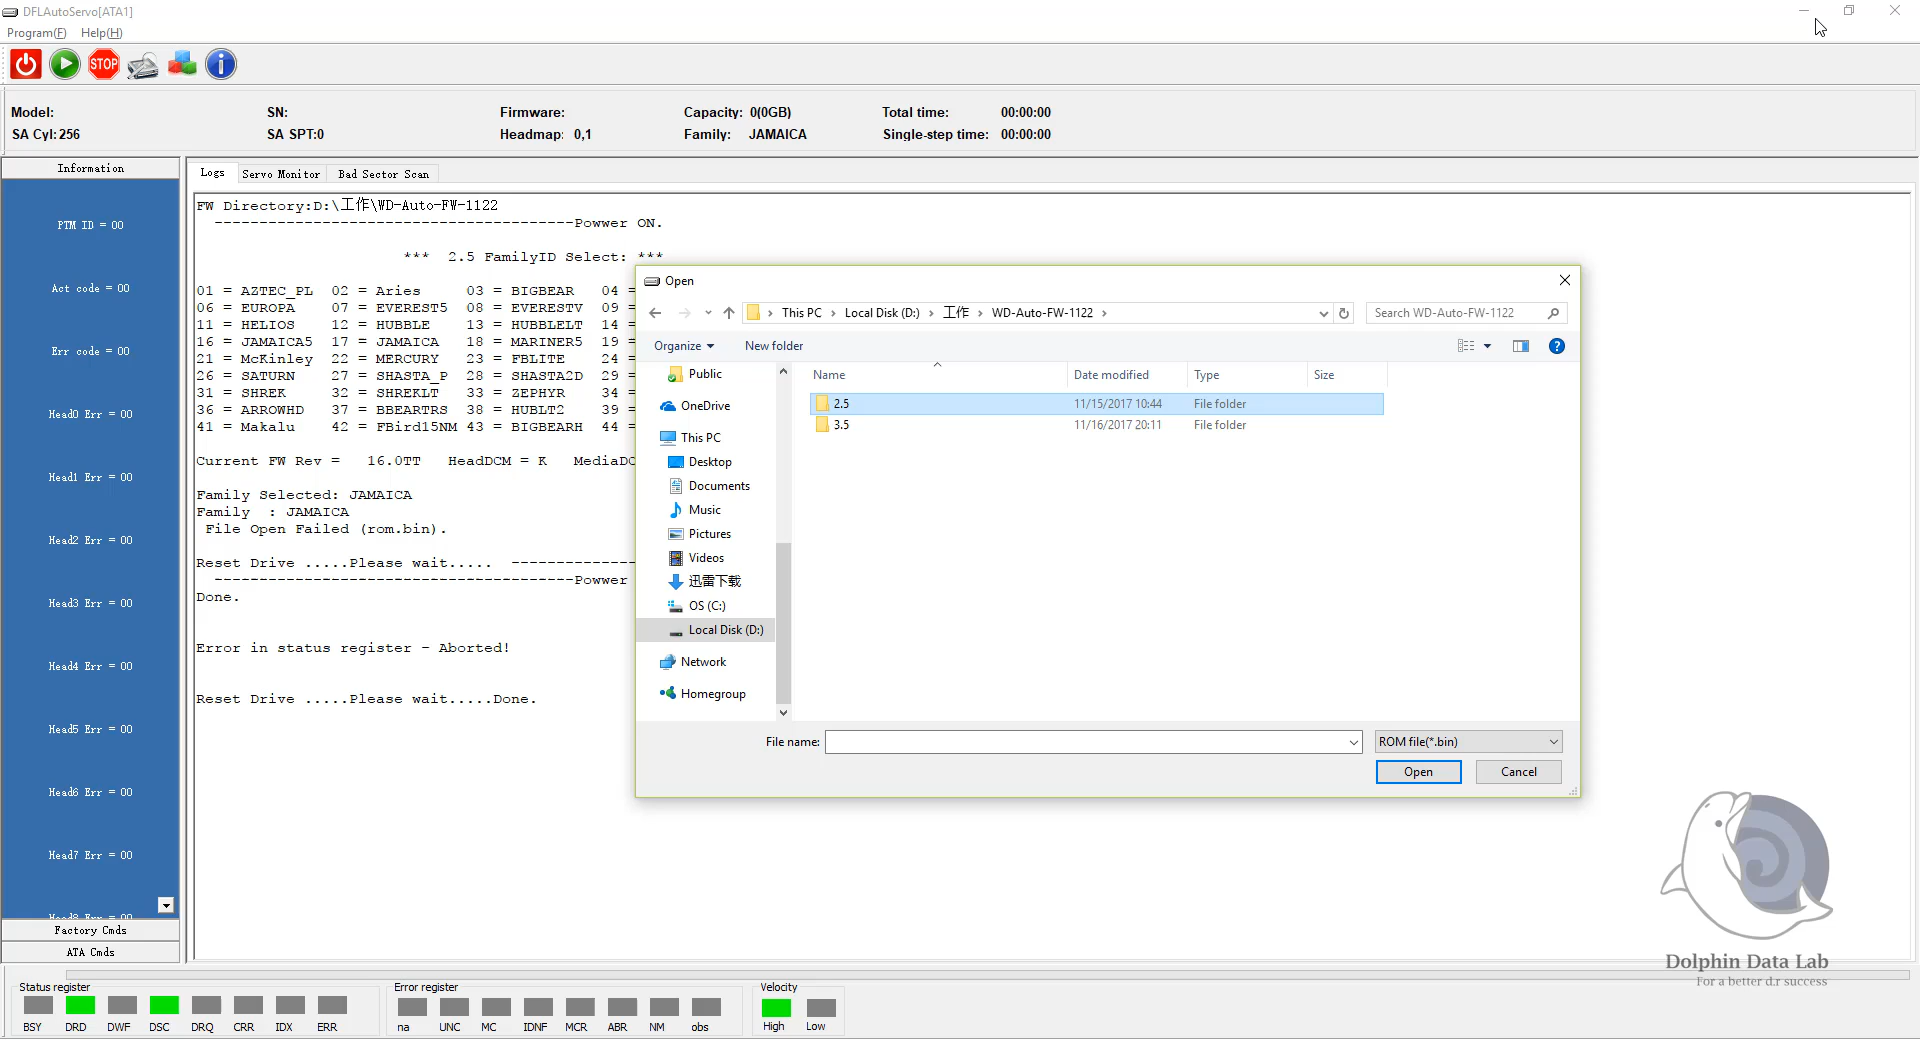 DFLAutoServo[ATA1]
Program(F) Help(H)
STOP
Model: SN: Firmware: Capacity: 0(0GB) Total time: 00:00:00
SA Cyl: 256 SA SPT:0 Headmap: 0,1 Family: JAMAICA Single-step time: 00:00:00
Information
PTM ID = 00
Act code = 00
Err code = 00
Head0 Err = 00
Head1 Err = 00
Head2 Err = 00
Head3 Err = 00
Head4 Err = 00
Head5 Err = 00
Head6 Err = 00
Head7 Err = 00
Head8 Err = 00
Factory Cmds
ATA Cmds
Logs Servo Monitor Bad Sector Scan
FW Directory:D:\工作\WD-Auto-FW-1122
----------------------------------------Powwer ON.
*** 2.5 FamilyID Select: ***
01 = AZTEC_PL 02 = Aries 03 = BIGBEAR 04 =
06 = EUROPA 07 = EVEREST5 08 = EVERESTV 09 =
11 = HELIOS 12 = HUBBLE 13 = HUBBLELT 14 =
16 = JAMAICA5 17 = JAMAICA 18 = MARINER5 19 =
21 = McKinley 22 = MERCURY 23 = FBLITE 24 =
26 = SATURN 27 = SHASTA_P 28 = SHASTA2D 29 =
31 = SHREK 32 = SHREKLT 33 = ZEPHYR 34 =
36 = ARROWHD 37 = BBEARTRS 38 = HUBLT2 39 =
41 = Makalu 42 = FBird15NM 43 = BIGBEARH 44 =
Current FW Rev = 16.0TT HeadDCM = K MediaDC
Family Selected: JAMAICA
Family : JAMAICA
File Open Failed (rom.bin).
Reset Drive .....Please wait..... --------------
----------------------------------------Powwer
Done.
Error in status register - Aborted!
Reset Drive .....Please wait.....Done.
Open
This PC › Local Disk (D:) › 工作 › WD-Auto-FW-1122 ›
Search WD-Auto-FW-1122
Organize New folder
?
Public
OneDrive
This PC
Desktop
Documents
Music
Pictures
Videos
迅雷下载
OS (C:)
Local Disk (D:)
Network
Homegroup
Name Date modified Type Size
2.5 11/15/2017 10:44 File folder
3.5 11/16/2017 20:11 File folder
File name: ROM file(*.bin)
Open Cancel
Dolphin Data Lab
For a better d.r success
Status register
BSY DRD DWF DSC DRQ CRR IDX ERR
Error register
na UNC MC IDNF MCR ABR NM obs
Velocity
High Low